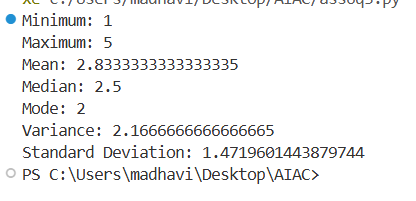 Minimum: 1
Maximum: 5
Mean: 2.8333333333333335
Median: 2.5
Mode: 2
Variance: 2.1666666666666665
Standard Deviation: 1.4719601443879744
PS C:\Users\madhavi\Desktop\AIAC>